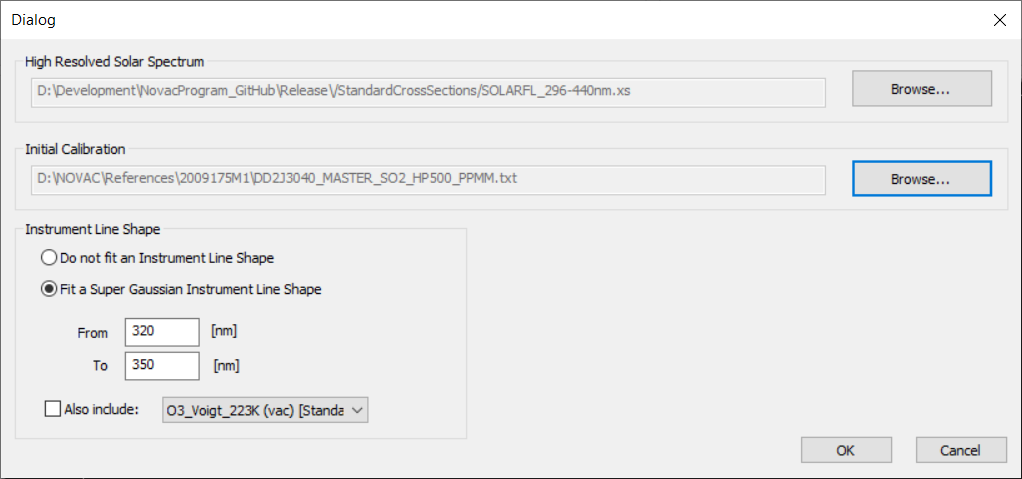 Dialog
High Resolved Solar Spectrum
D:\Development\NovacProgram_GitHub\Release\/StandardCrossSections/SOLARFL_296-440nm.xs
Browse...
Initial Calibration
D:\NOVAC\References\2009175M1\DD2J3040_MASTER_SO2_HP500_PPMM.txt
Browse...
Instrument Line Shape
Do not fit an Instrument Line Shape
Fit a Super Gaussian Instrument Line Shape
From 320 [nm]
To 350 [nm]
Also include: O3_Voigt_223K (vac) [Standa
OK Cancel